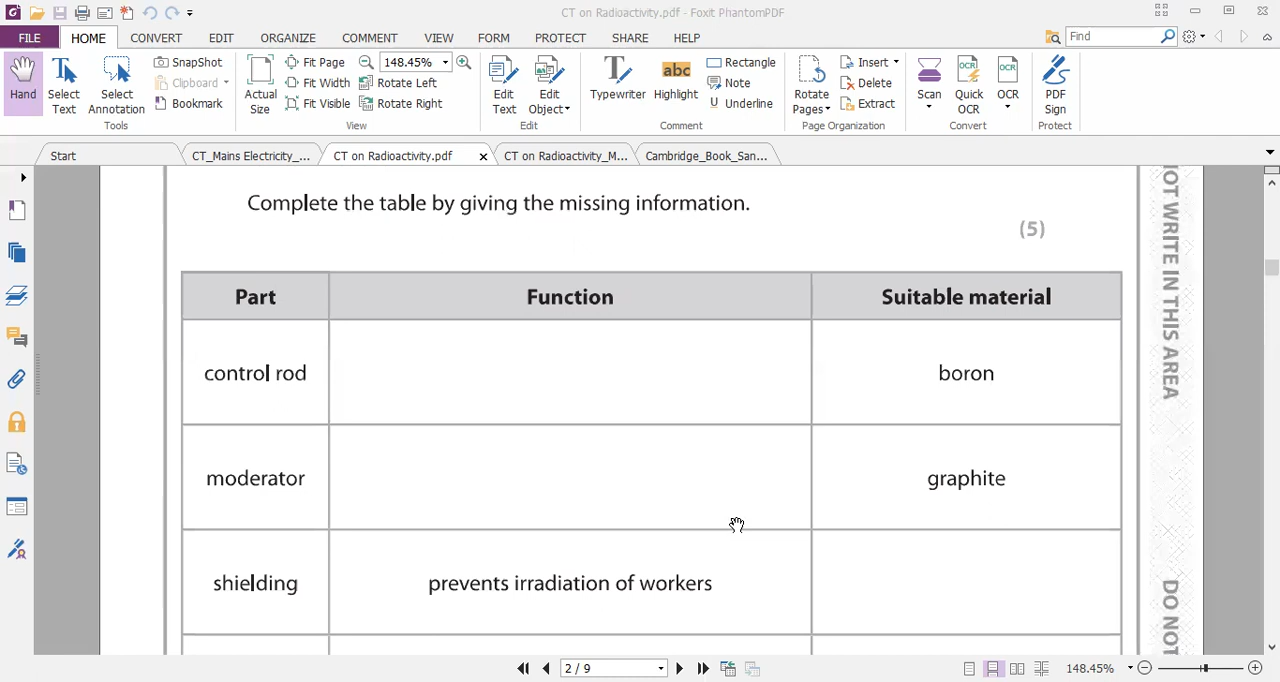 CT on Radioactivity.pdf - Foxit PhantomPDF
FILE HOME CONVERT EDIT ORGANIZE COMMENT VIEW FORM PROTECT SHARE HELP Find
Hand
Select Text
Select Annotation
SnapShot
Clipboard
Bookmark
Tools
Actual Size
Fit Page
Fit Width
Fit Visible
148.45%
Rotate Left
Rotate Right
View
Edit Text
Edit Object
Edit
Typewriter
abc
Highlight
Rectangle
Note
Underline
Comment
Rotate Pages
Insert
Delete
Extract
Page Organization
Scan
OCR
Quick OCR
OCR
OCR
Convert
PDF Sign
Protect
Start CT_Mains Electricity_... CT on Radioactivity.pdf CT on Radioactivity_M... Cambridge_Book_San...
Complete the table by giving the missing information.
(5)
Part Function Suitable material
control rod boron
moderator graphite
shielding prevents irradiation of workers
OT WRITE IN THIS AREA
DO NOT
2 / 9
148.45%